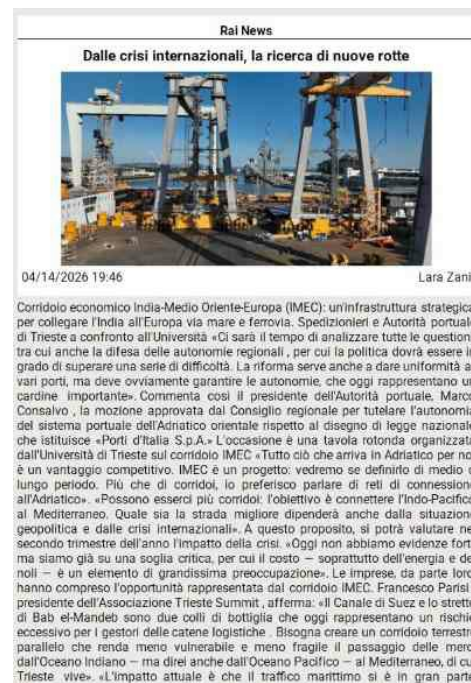 Rai News
Dalle crisi internazionali, la ricerca di nuove rotte
04/14/2026 19:46 Lara Zani
Corridoio economico India-Medio Oriente-Europa (IMEC): un'infrastruttura strategica
per collegare l'India all'Europa via mare e ferrovia. Spedizionieri e Autorità portuali
di Trieste a confronto all'Università «Ci sarà il tempo di analizzare tutte le question
tra cui anche la difesa delle autonomie regionali , per cui la politica dovrà essere in
grado di superare una serie di difficoltà. La riforma serve anche a dare uniformità ai
vari porti, ma deve ovviamente garantire le autonomie, che oggi rappresentano un
cardine importante». Commenta così il presidente dell'Autorità portuale, Marco
Consalvo , la mozione approvata dal Consiglio regionale per tutelare l'autonomia
del sistema portuale dell'Adriatico orientale rispetto al disegno di legge nazionale
che istituisce «Porti d'Italia S.p.A.» L'occasione è una tavola rotonda organizzata
dall'Università di Trieste sul corridoio IMEC «Tutto ciò che arriva in Adriatico per no
è un vantaggio competitivo. IMEC è un progetto: vedremo se definirlo di medio o
lungo periodo. Più che di corridoi, io preferisco parlare di reti di connessione
all'Adriatico». «Possono esserci più corridoi: l'obiettivo è connettere l'Indo-Pacifico
al Mediterraneo. Quale sia la strada migliore dipenderà anche dalla situazione
geopolitica e dalle crisi internazionali». A questo proposito, si potrà valutare ne
secondo trimestre dell'anno l'impatto della crisi. «Oggi non abbiamo evidenze forti
ma siamo già su una soglia critica, per cui il costo — soprattutto dell'energia e de
noli — è un elemento di grandissima preoccupazione». Le imprese, da parte loro
hanno compreso l'opportunità rappresentata dal corridoio IMEC. Francesco Parisi
presidente dell'Associazione Trieste Summit , afferma: «Il Canale di Suez e lo stretto
di Bab el-Mandeb sono due colli di bottiglia che oggi rappresentano un rischio
eccessivo per i gestori delle catene logistiche . Bisogna creare un corridoio terrestre
parallelo che renda meno vulnerabile e meno fragile il passaggio delle merci
dall'Oceano Indiano — ma direi anche dall'Oceano Pacifico — al Mediterraneo, di cu
Trieste vive». «L'impatto attuale è che il traffico marittimo si è in gran parte